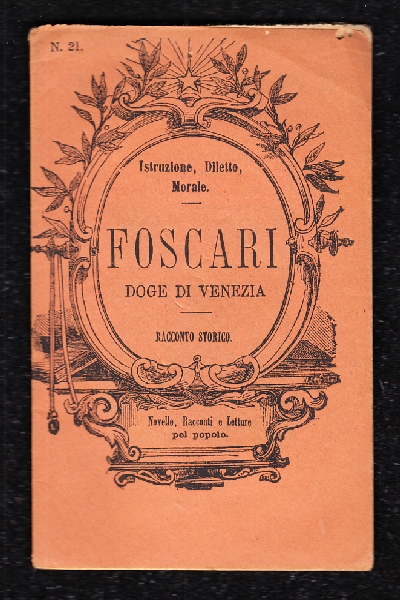 N. 21.
Istruzione, Diletto,
Morale.
FOSCARI
DOGE DI VENEZIA
RACCONTO STORICO.
Novelle, Racconti e Letture
pel popolo.